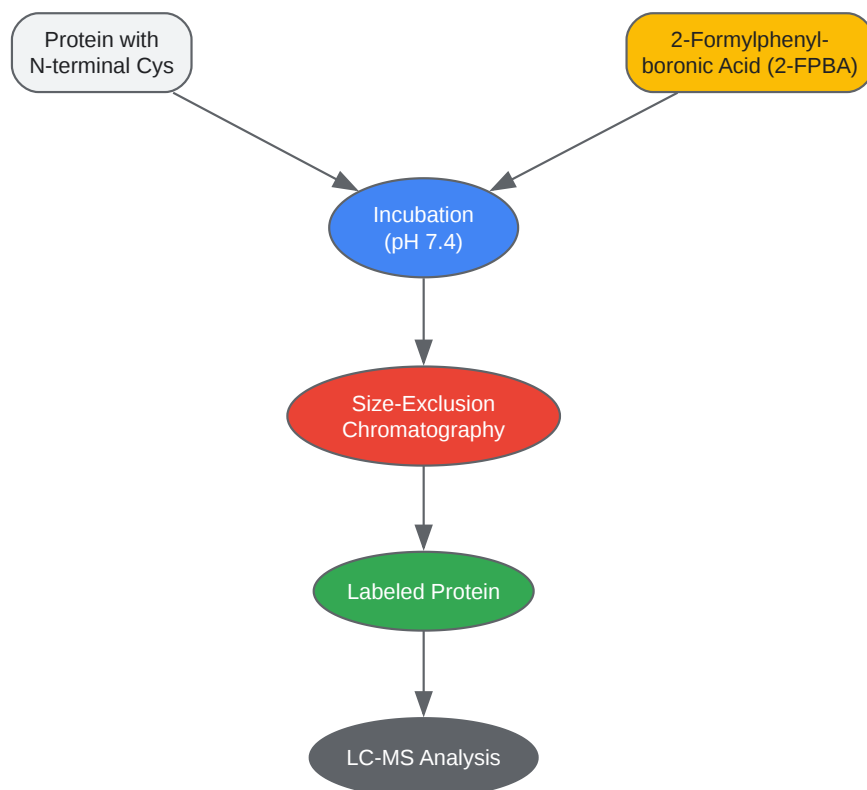 Protein with
N-terminal Cys
2-Formylphenyl-
boronic Acid (2-FPBA)
Incubation
(pH 7.4)
Size-Exclusion
Chromatography
Labeled Protein
LC-MS Analysis